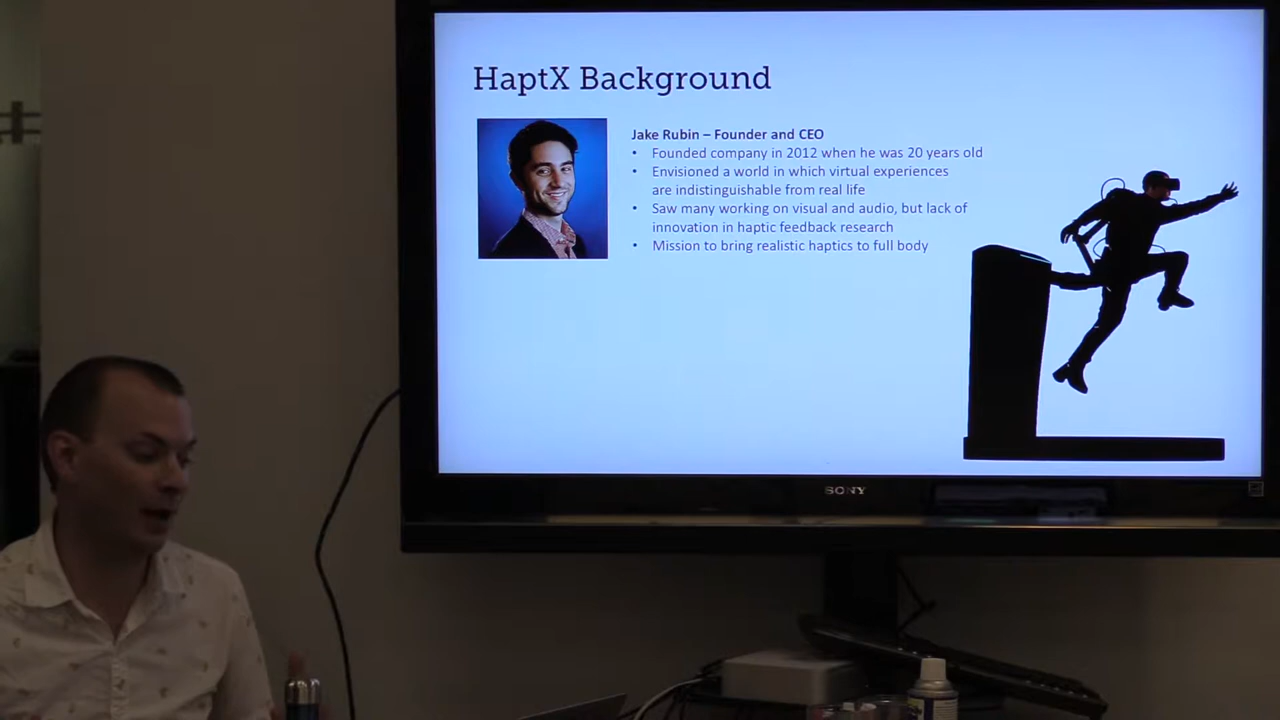 HaptX Background
Jake Rubin – Founder and CEO
• Founded company in 2012 when he was 20 years old
• Envisioned a world in which virtual experiences
are indistinguishable from real life
• Saw many working on visual and audio, but lack of
innovation in haptic feedback research
• Mission to bring realistic haptics to full body
SONY